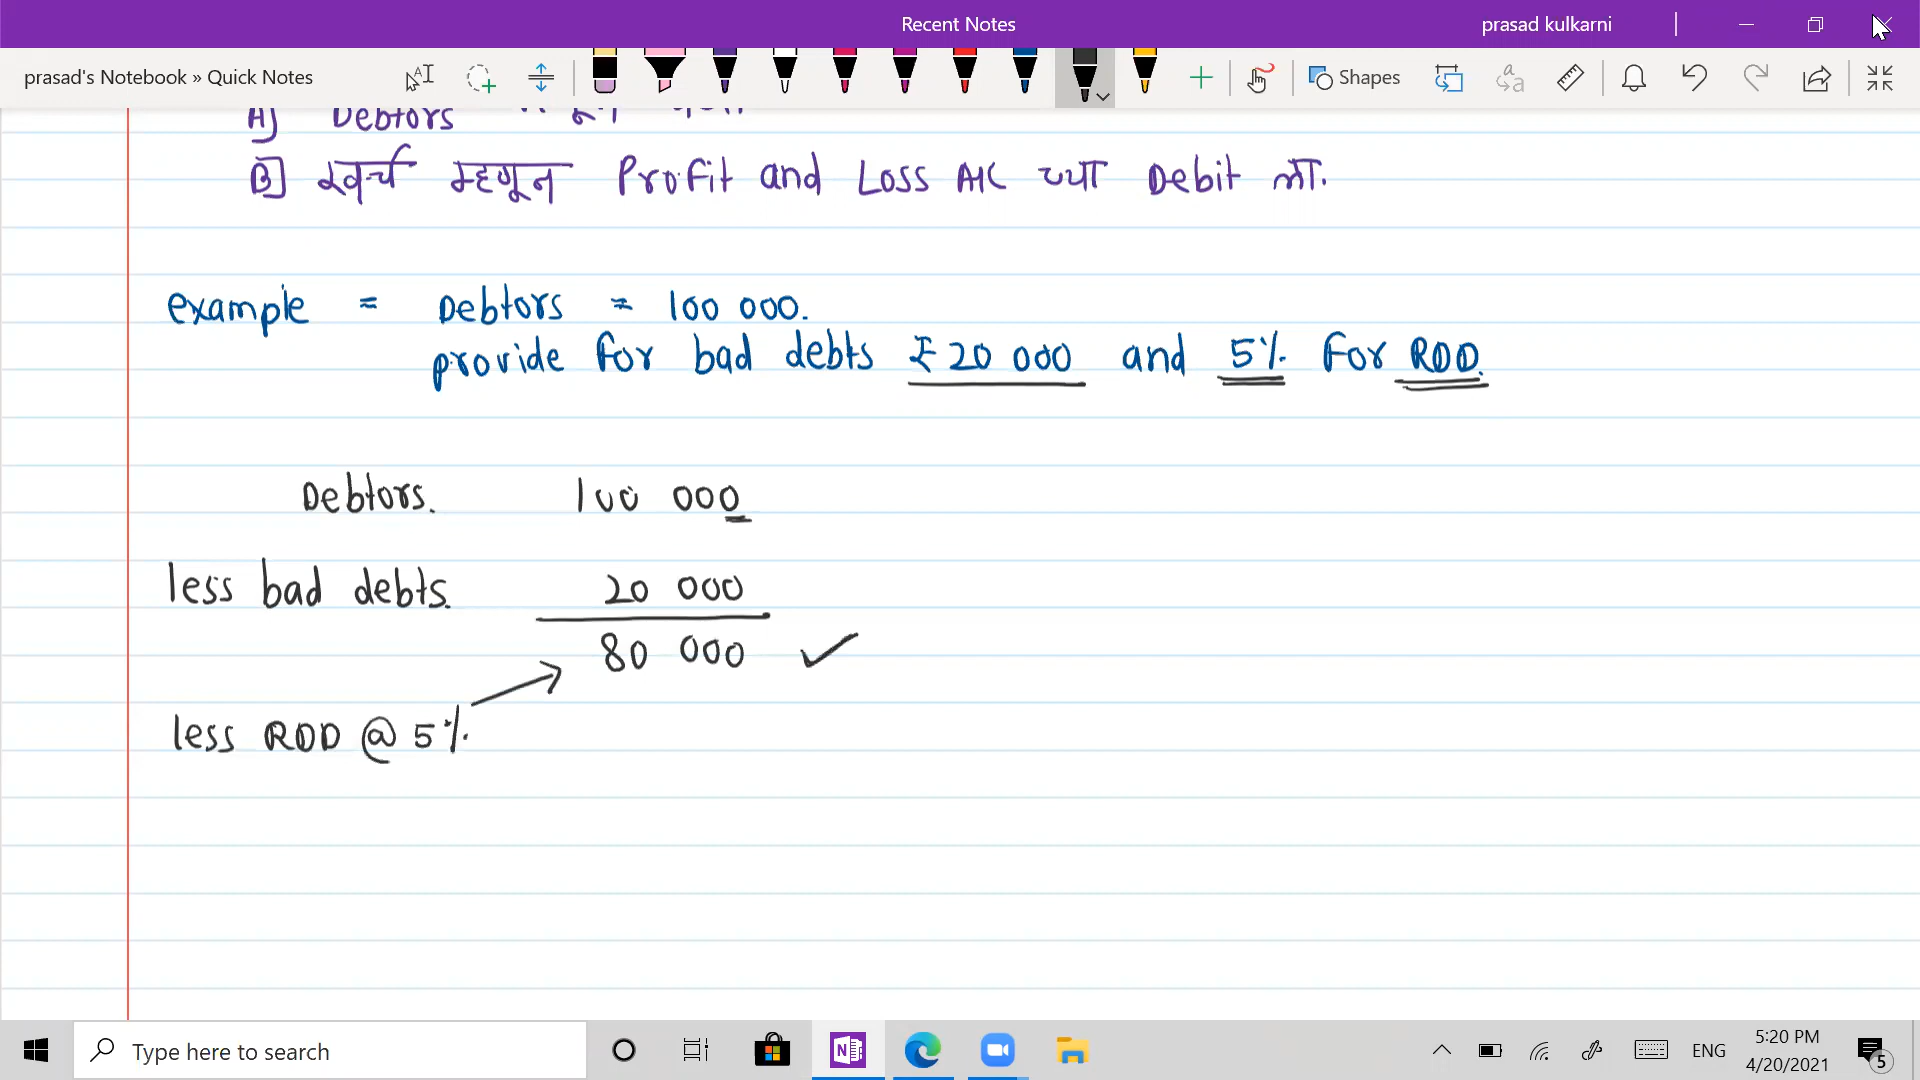 Recent Notes
prasad kulkarni
prasad's Notebook » Quick Notes
Shapes
A] Debtors
B] खर्च म्हणून Profit and Loss A/C च्या Debit ला.
example = Debtors = 100 000.
provide for bad debts ₹ 20 000 and 5% for RDD.
Debtors. 100 000
less bad debts. 20 000
80 000 ✓
less RDD @ 5%.
Type here to search
ENG
5:20 PM
4/20/2021
5